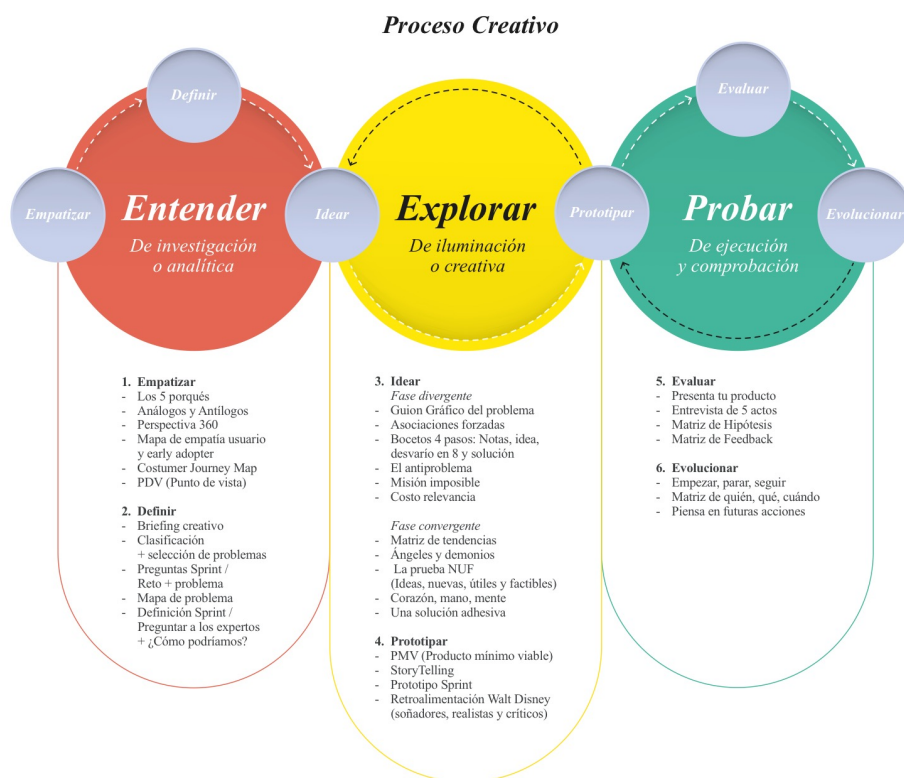 Proceso Creativo
Definir
Evaluar
Empatizar
Entender
De investigación
o analítica
Idear
Explorar
De iluminación
o creativa
Prototipar
Probar
De ejecución
y comprobación
Evolucionar
1. Empatizar
- Los 5 porqués
- Análogos y Antílogos
- Perspectiva 360
- Mapa de empatía usuario
y early adopter
- Costumer Journey Map
- PDV (Punto de vista)
2. Definir
- Briefing creativo
- Clasificación
+ selección de problemas
- Preguntas Sprint /
Reto + problema
- Mapa de problema
- Definición Sprint /
Preguntar a los expertos
+ ¿Cómo podríamos?
3. Idear
Fase divergente
- Guion Gráfico del problema
- Asociaciones forzadas
- Bocetos 4 pasos: Notas, idea,
desvarío en 8 y solución
- El antiproblema
- Misión imposible
- Costo relevancia
Fase convergente
- Matriz de tendencias
- Ángeles y demonios
- La prueba NUF
(Ideas, nuevas, útiles y factibles)
- Corazón, mano, mente
- Una solución adhesiva
4. Prototipar
- PMV (Producto mínimo viable)
- StoryTelling
- Prototipo Sprint
- Retroalimentación Walt Disney
(soñadores, realistas y críticos)
5. Evaluar
- Presenta tu producto
- Entrevista de 5 actos
- Matriz de Hipótesis
- Matriz de Feedback
6. Evolucionar
- Empezar, parar, seguir
- Matriz de quién, qué, cuándo
- Piensa en futuras acciones